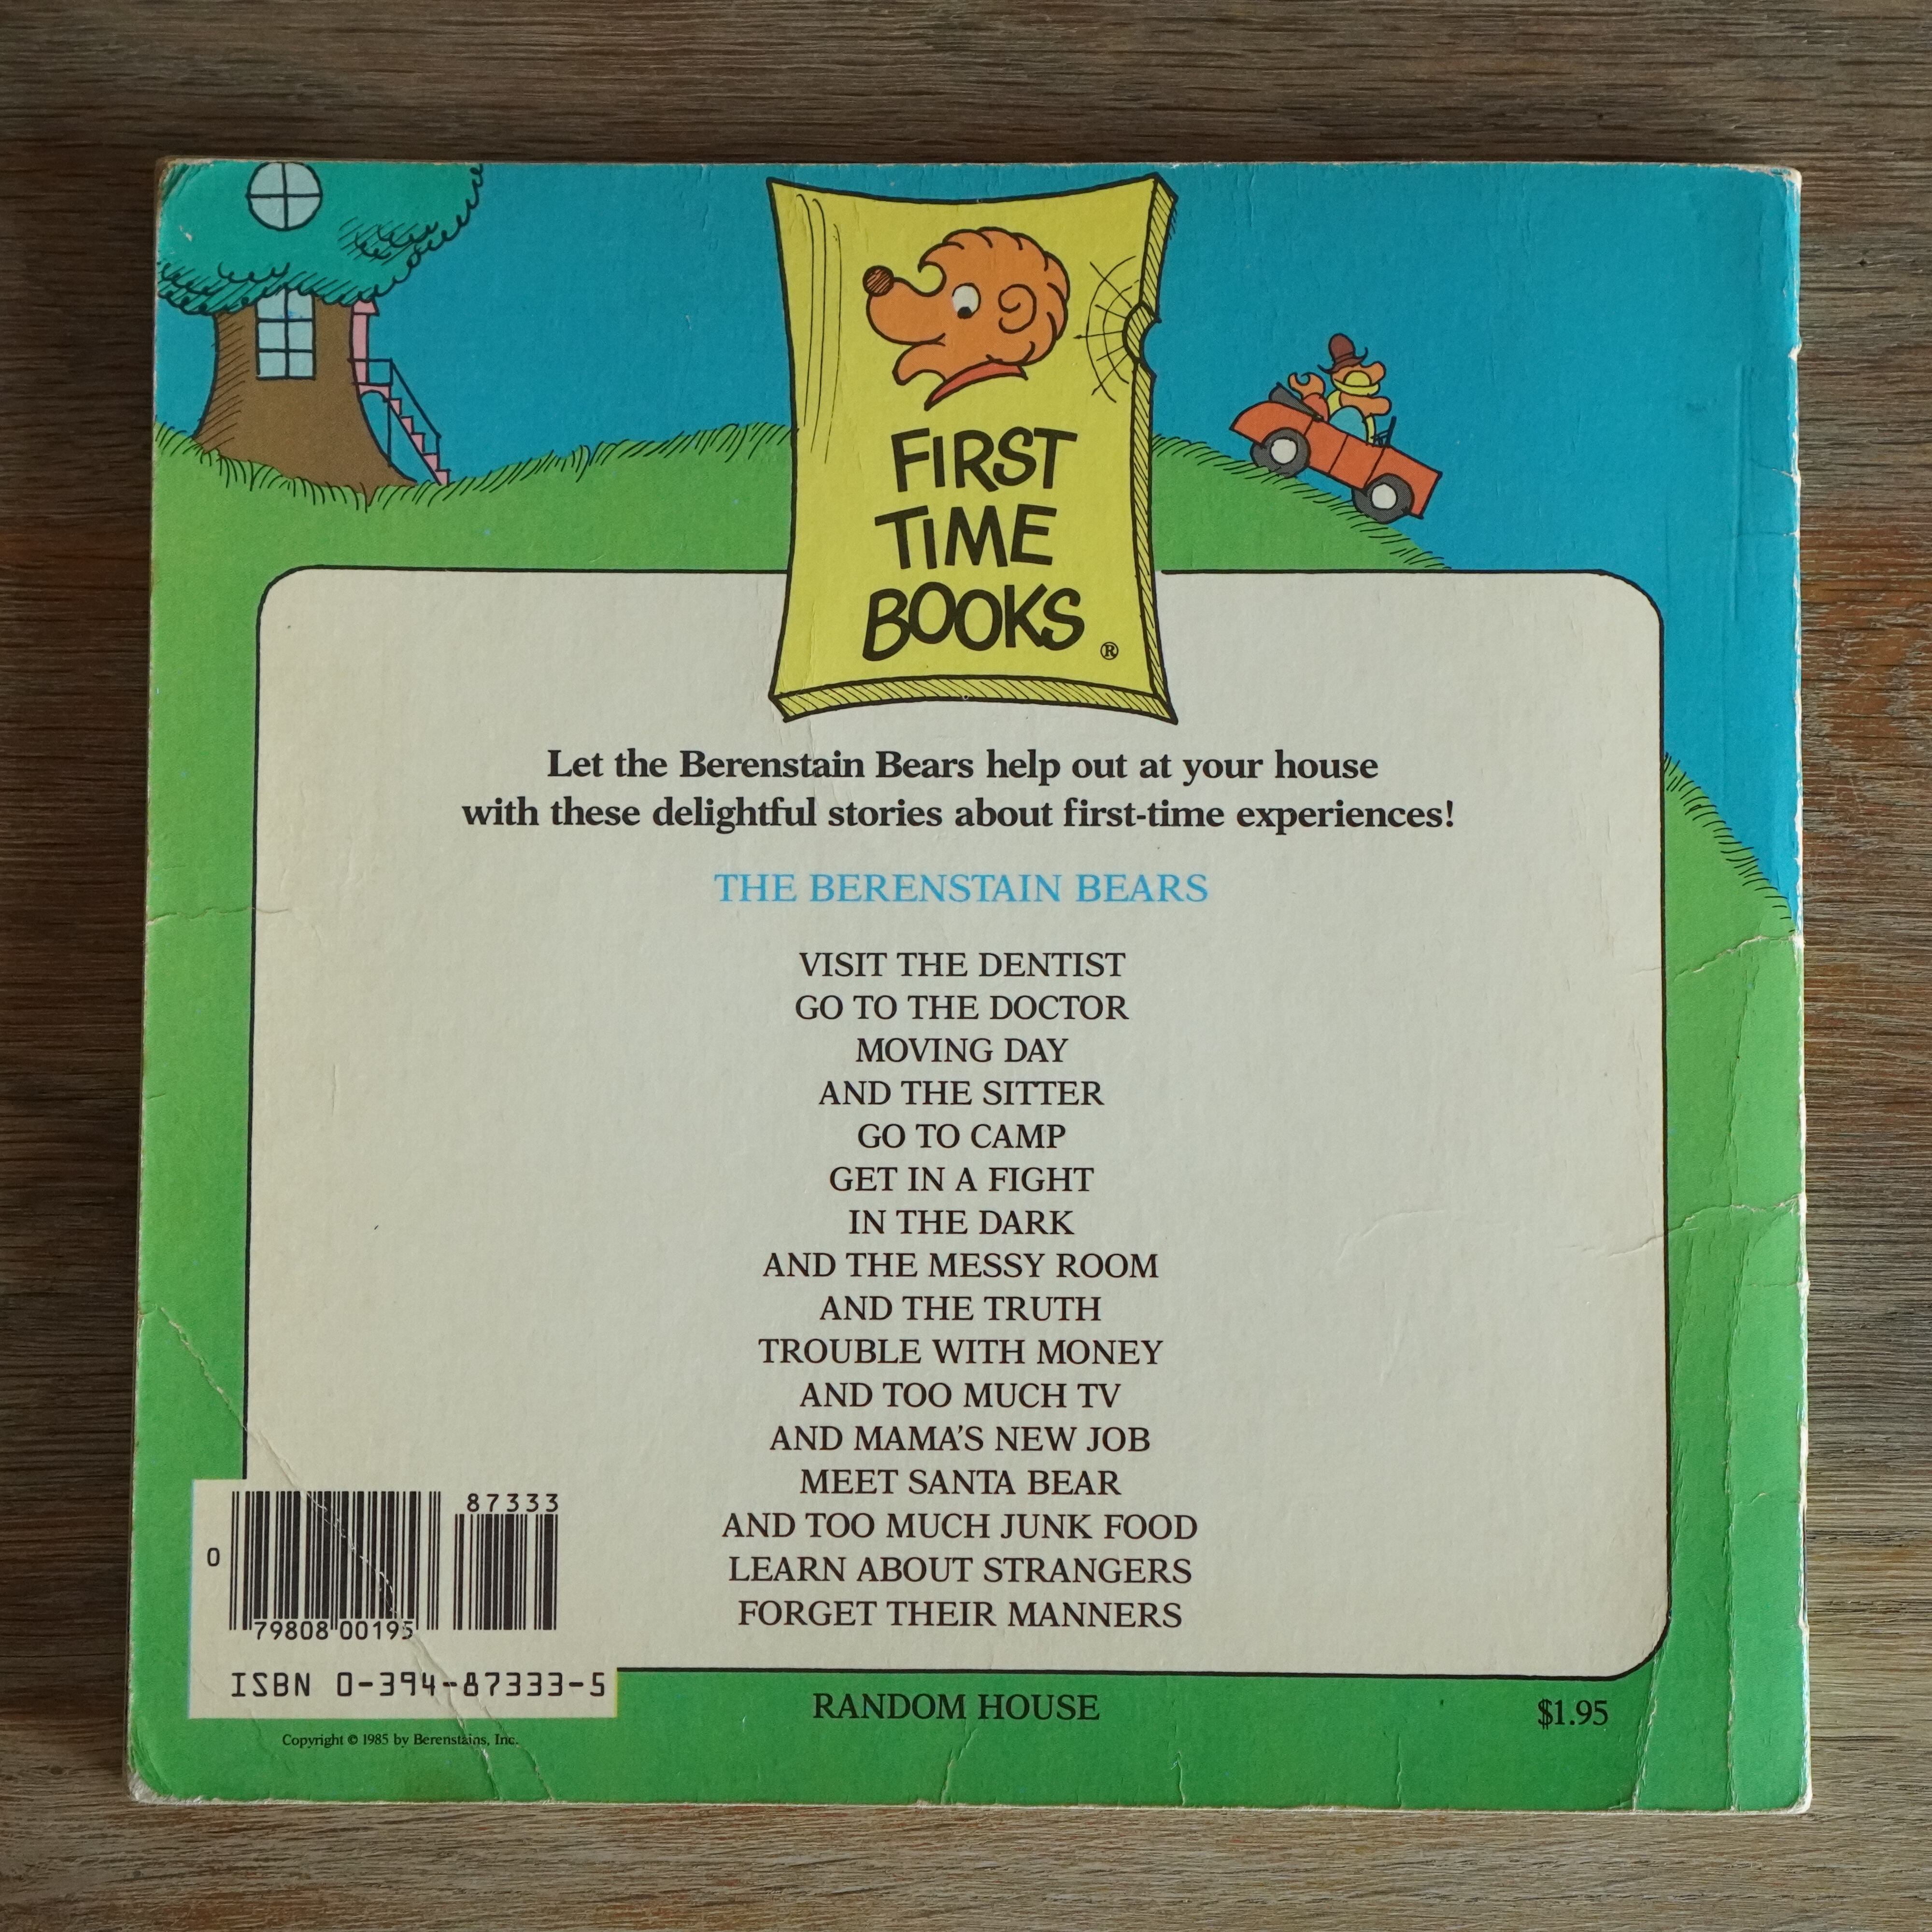 FIRST
TIME
BOOKS
®
Let the Berenstain Bears help out at your house
with these delightful stories about first-time experiences!
THE BERENSTAIN BEARS
VISIT THE DENTIST
GO TO THE DOCTOR
MOVING DAY
AND THE SITTER
GO TO CAMP
GET IN A FIGHT
IN THE DARK
AND THE MESSY ROOM
AND THE TRUTH
TROUBLE WITH MONEY
AND TOO MUCH TV
AND MAMA'S NEW JOB
MEET SANTA BEAR
AND TOO MUCH JUNK FOOD
LEARN ABOUT STRANGERS
FORGET THEIR MANNERS
87333
0
79808 00195
ISBN 0-394-87333-5
RANDOM HOUSE
$1.95
Copyright © 1985 by Berenstains, Inc.